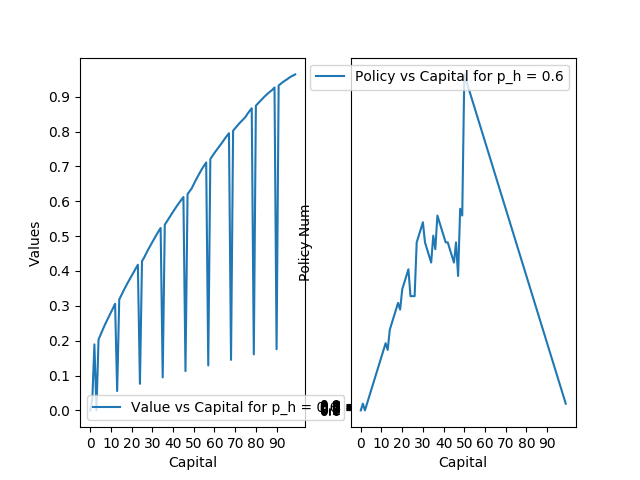 Policy vs Capital for p_h = 0.6
0.9
0.8
0.7
0.6
0.5
0.4
0.3
0.2
0.1
0.0
Values
Policy Num
Value vs Capital for p_h =
0 10 20 30 40 50 60 70 80 90
0 10 20 30 40 50 60 70 80 90
Capital
Capital